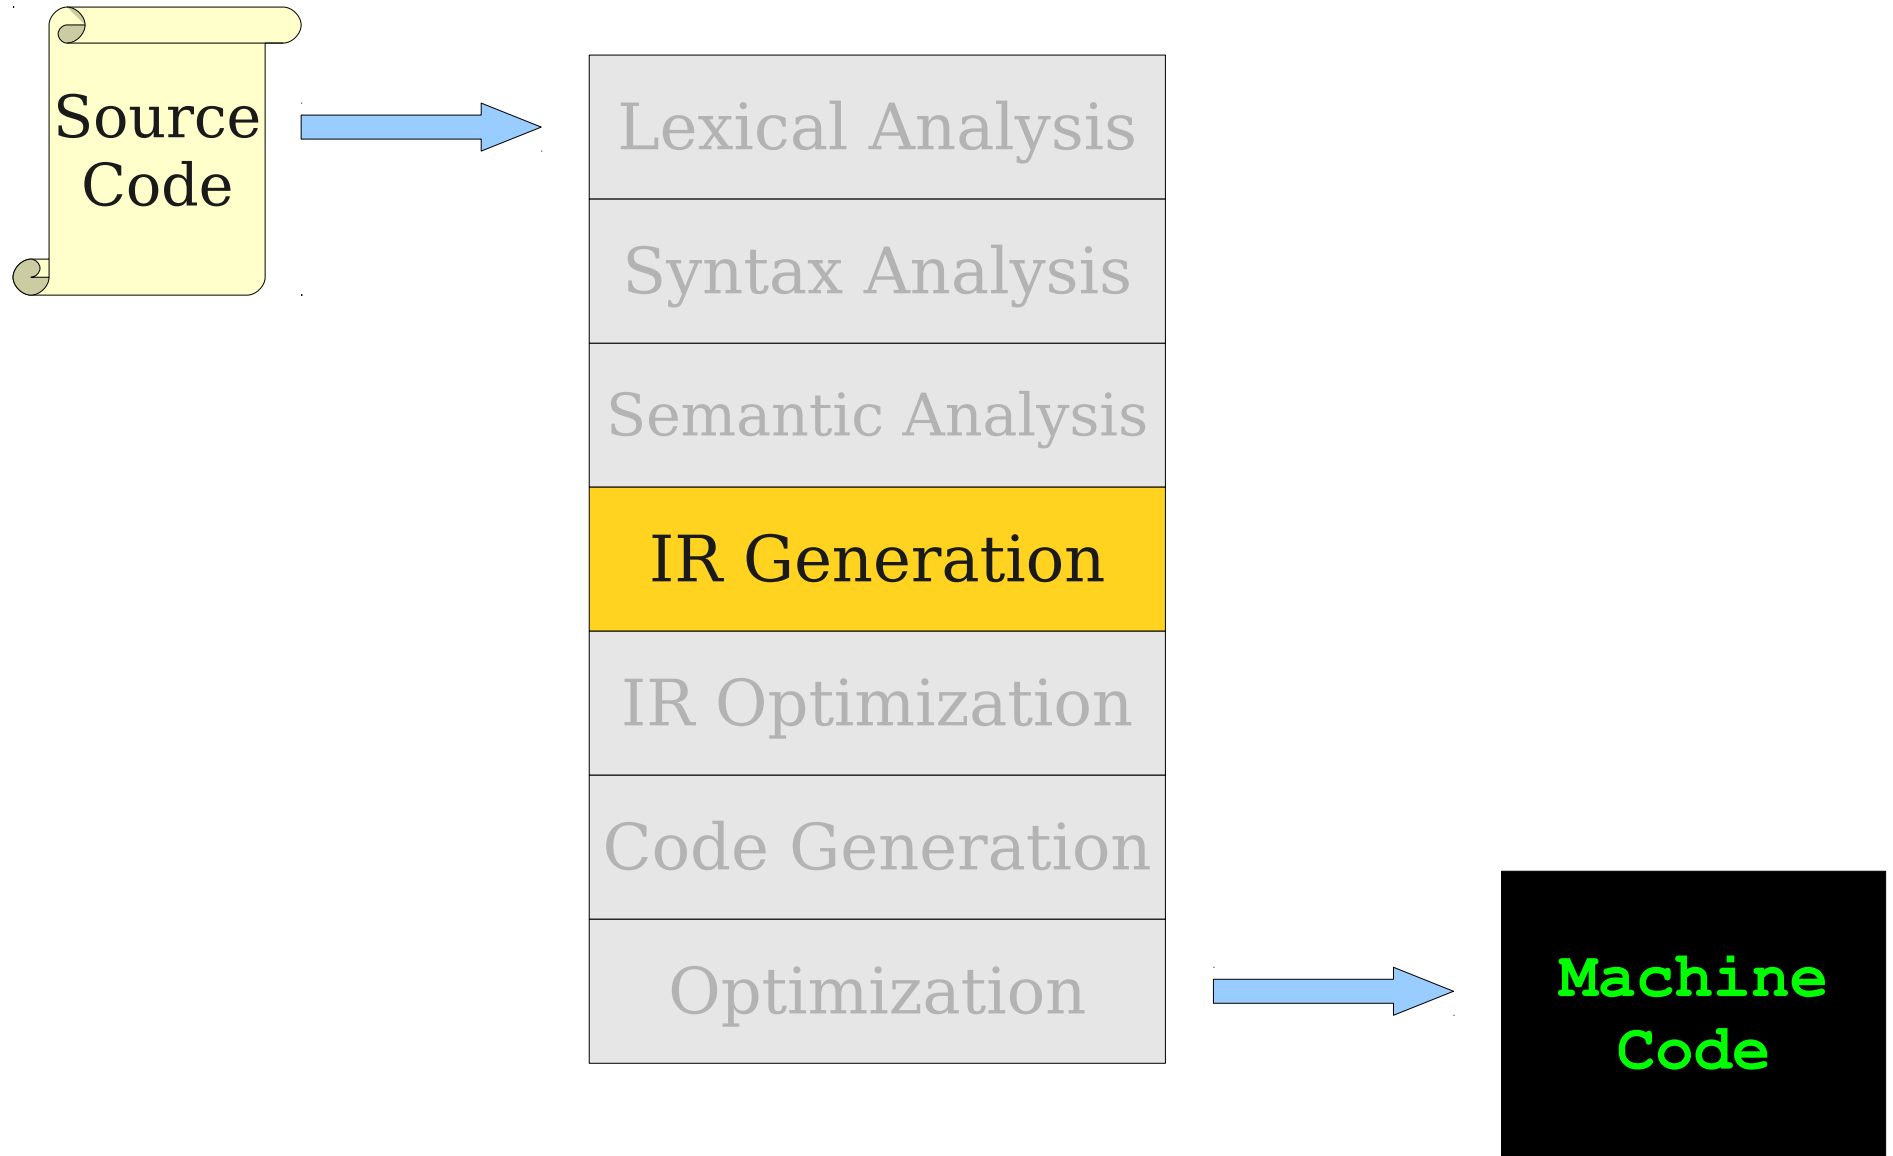 Source
Code
Lexical Analysis
Syntax Analysis
Semantic Analysis
IR Generation
IR Optimization
Code Generation
Optimization
Machine
Code